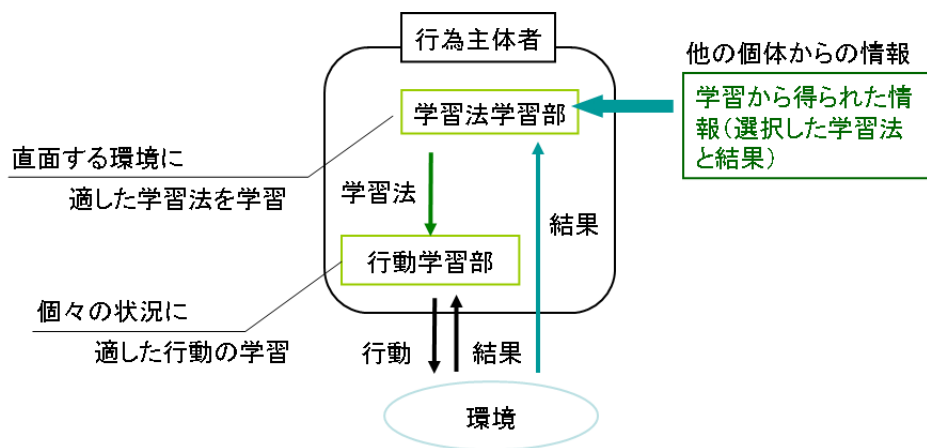 行為主体者
他の個体からの情報
学習から得られた情
報(選択した学習法
と結果)
学習法学習部
直面する環境に
適した学習法を学習
学習法
結果
行動学習部
個々の状況に
適した行動の学習
行動
結果
環境